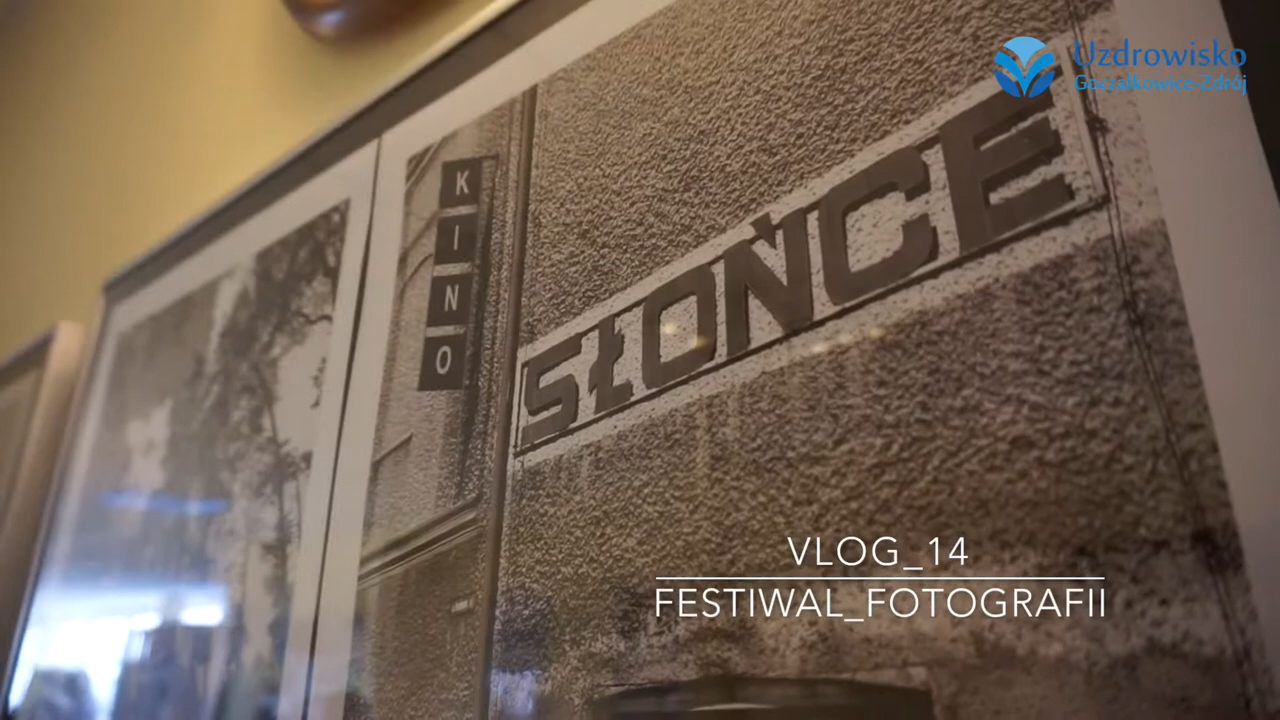 Uzdrowisko
Goczałkowice-Zdrój
KINO
SŁOŃCE
VLOG_14
FESTIWAL_FOTOGRAFII